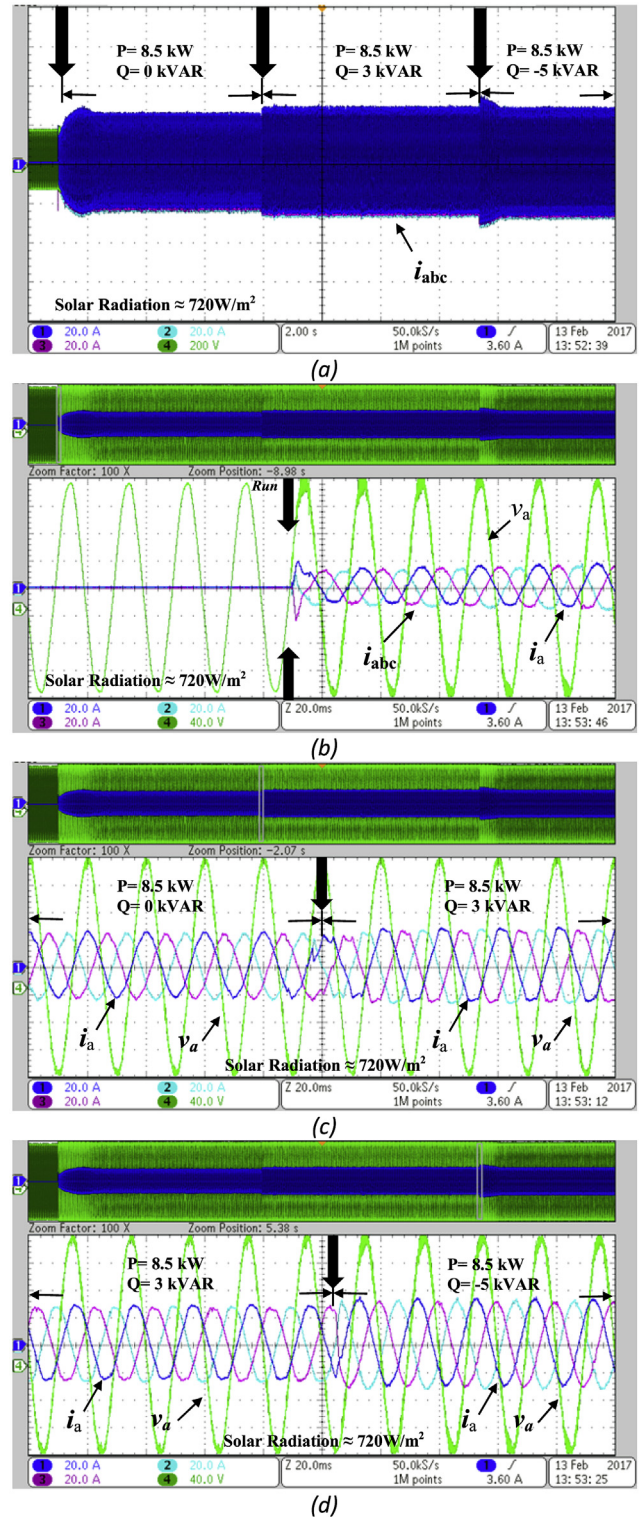 P= 8.5 kW
Q= 0 kVAR
P= 8.5 kW
Q= 3 kVAR
P= 8.5 kW
Q= -5 kVAR
1
iabc
Solar Radiation ≈ 720W/m²
1 20.0 A 2 20.0 A 2.00 s 50.0kS/s 1 ∫ 13 Feb 2017
3 20.0 A 4 200 V 1M points 3.60 A 13:52:39
(a)
1
4
Zoom Factor: 100 X Zoom Position: -8.98 s
Run
va
1
4
iabc
ia
Solar Radiation ≈ 720W/m²
1 20.0 A 2 20.0 A Z 20.0ms 50.0kS/s 1 ∫ 13 Feb 2017
3 20.0 A 4 40.0 V 1M points 3.60 A 13:53:46
(b)
1
4
Zoom Factor: 100 X Zoom Position: -2.07 s
P= 8.5 kW
Q= 0 kVAR
P= 8.5 kW
Q= 3 kVAR
1
4
ia
va
ia
va
Solar Radiation ≈ 720W/m²
1 20.0 A 2 20.0 A Z 20.0ms 50.0kS/s 1 ∫ 13 Feb 2017
3 20.0 A 4 40.0 V 1M points 3.60 A 13:53:12
(c)
1
4
Zoom Factor: 100 X Zoom Position: 5.38 s
P= 8.5 kW
Q= 3 kVAR
P= 8.5 kW
Q= -5 kVAR
1
4
ia
va
ia
va
Solar Radiation ≈ 720W/m²
1 20.0 A 2 20.0 A Z 20.0ms 50.0kS/s 1 ∫ 13 Feb 2017
3 20.0 A 4 40.0 V 1M points 3.60 A 13:53:25
(d)